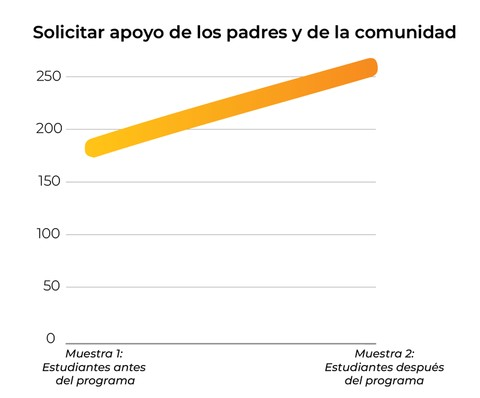 Solicitar apoyo de los padres y de la comunidad
250
200
150
100
50
0
Muestra 1:
Estudiantes antes
del programa
Muestra 2:
Estudiantes después
del programa